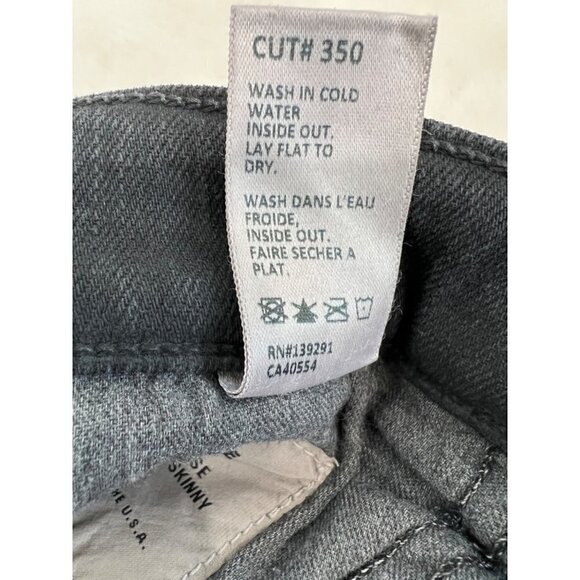 CUT# 350
WASH IN COLD
WATER
INSIDE OUT.
LAY FLAT TO
DRY.
WASH DANS L'EAU
FROIDE,
INSIDE OUT.
FAIRE SECHER A
PLAT.
RN#139291
CA40554
SKINNY
U.S.A.